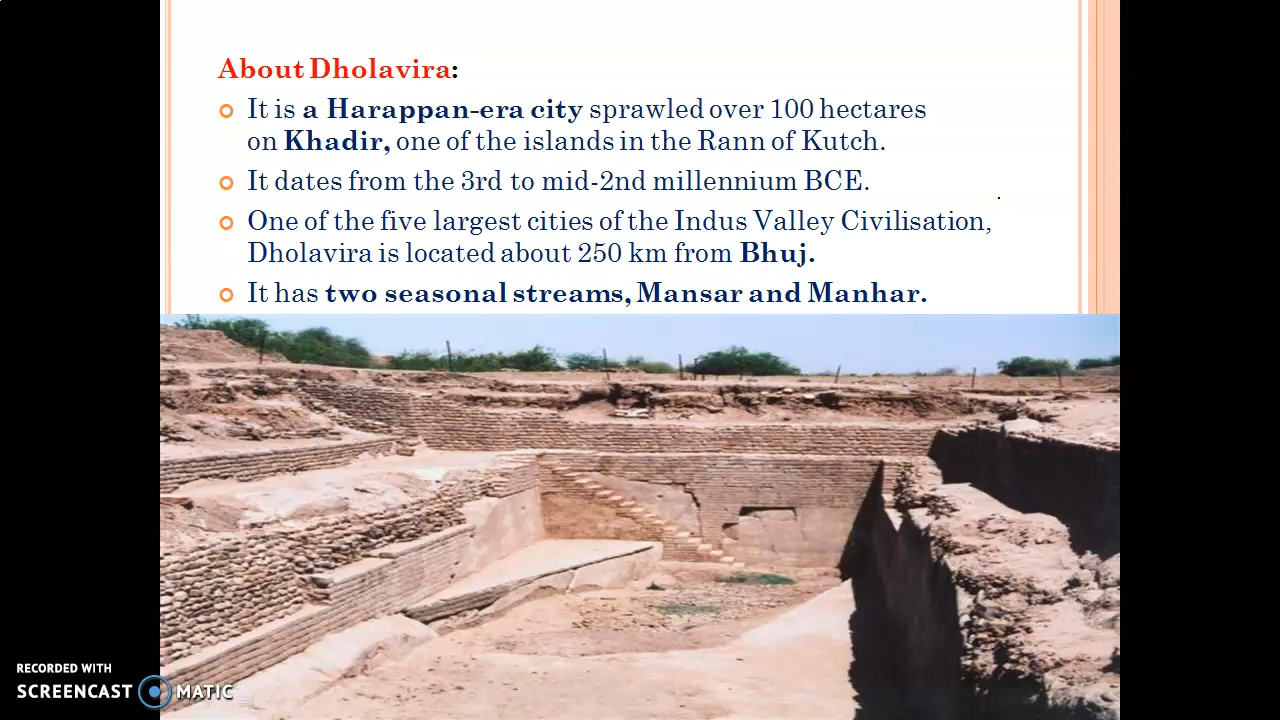 About Dholavira:
It is a Harappan-era city sprawled over 100 hectares
on Khadir, one of the islands in the Rann of Kutch.
It dates from the 3rd to mid-2nd millennium BCE.
One of the five largest cities of the Indus Valley Civilisation,
Dholavira is located about 250 km from Bhuj.
It has two seasonal streams, Mansar and Manhar.
RECORDED WITH
SCREENCAST MATIC